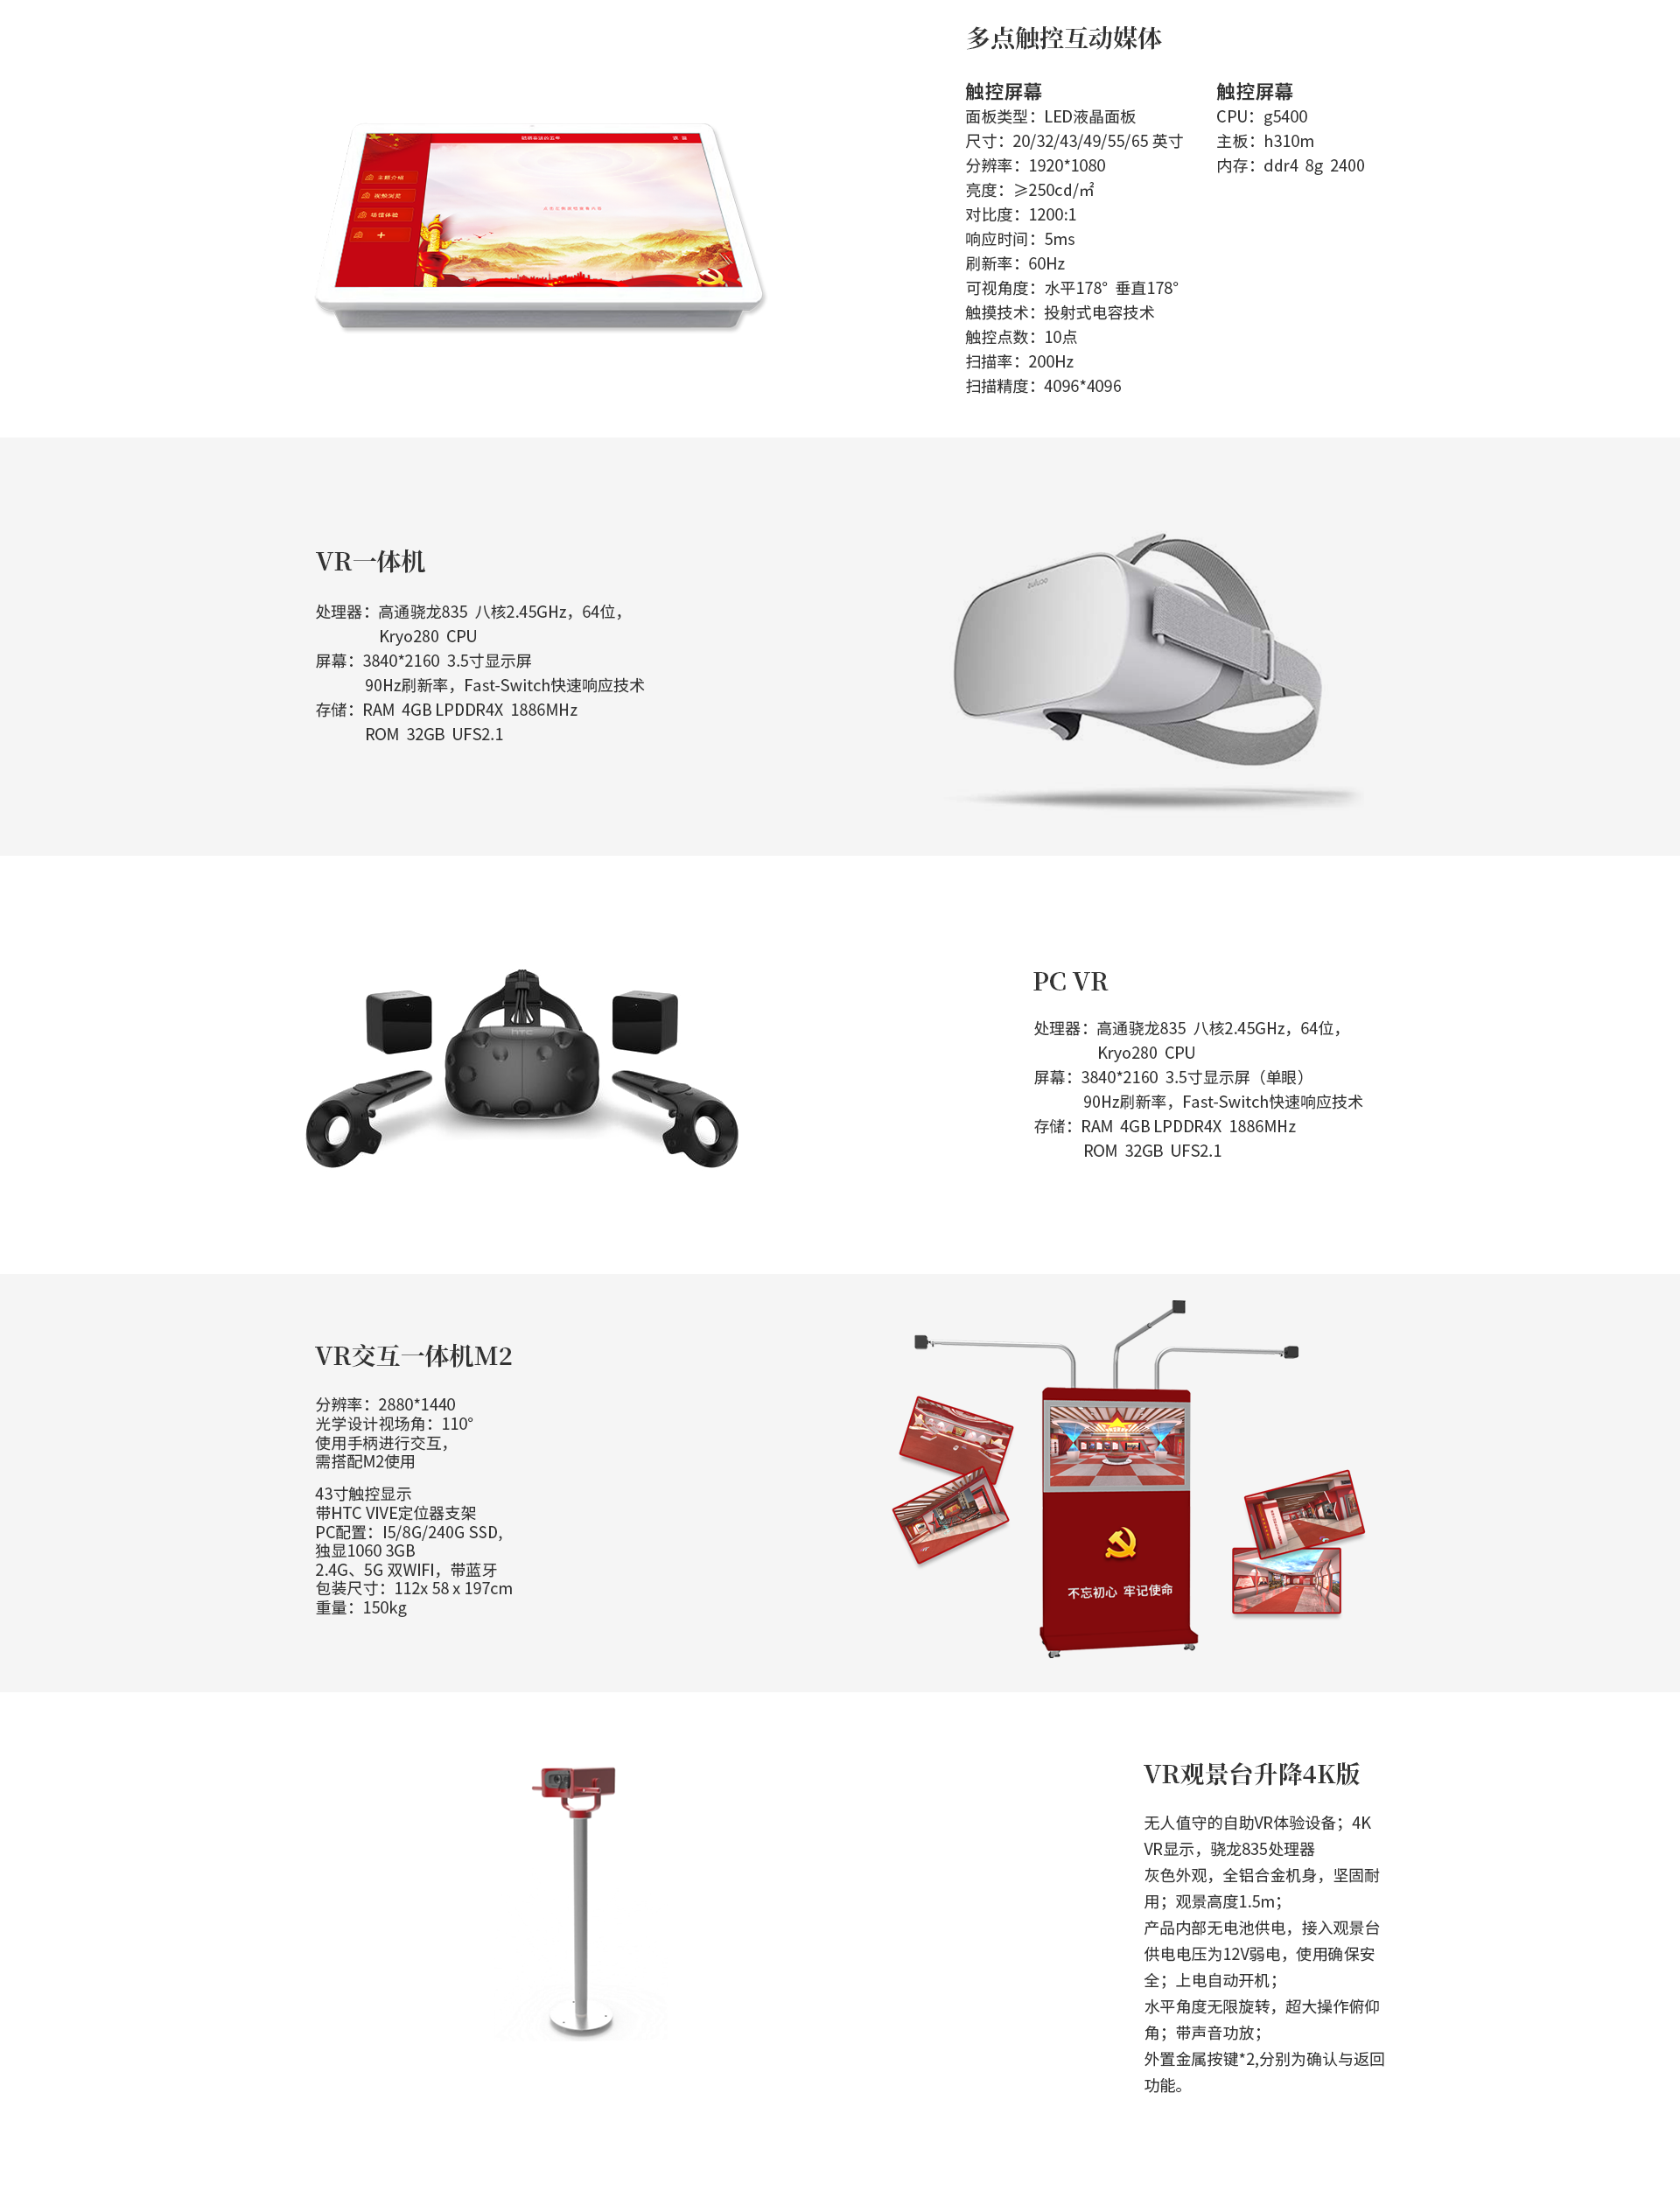 多点触控互动媒体
触控屏幕
面板类型：LED液晶面板
尺寸：20/32/43/49/55/65 英寸
分辨率：1920*1080
亮度：≥250cd/㎡
对比度：1200:1
响应时间：5ms
刷新率：60Hz
可视角度：水平178° 垂直178°
触摸技术：投射式电容技术
触控点数：10点
扫描率：200Hz
扫描精度：4096*4096
触控屏幕
CPU：g5400
主板：h310m
内存：ddr4 8g 2400
主题介绍
视频浏览
场馆体验
VR一体机
处理器：高通骁龙835 八核2.45GHz，64位，
Kryo280 CPU
屏幕：3840*2160 3.5寸显示屏
90Hz刷新率，Fast-Switch快速响应技术
存储：RAM 4GB LPDDR4X 1886MHz
ROM 32GB UFS2.1
oculus
htc
PC VR
处理器：高通骁龙835 八核2.45GHz，64位，
Kryo280 CPU
屏幕：3840*2160 3.5寸显示屏（单眼）
90Hz刷新率，Fast-Switch快速响应技术
存储：RAM 4GB LPDDR4X 1886MHz
ROM 32GB UFS2.1
VR交互一体机M2
分辨率：2880*1440
光学设计视场角：110°
使用手柄进行交互，
需搭配M2使用
43寸触控显示
带HTC VIVE定位器支架
PC配置：I5/8G/240G SSD,
独显1060 3GB
2.4G、5G 双WIFI，带蓝牙
包装尺寸：112x 58 x 197cm
重量：150kg
不忘初心 牢记使命
VR观景台升降4K版
无人值守的自助VR体验设备；4K
VR显示，骁龙835处理器
灰色外观，全铝合金机身，坚固耐
用；观景高度1.5m；
产品内部无电池供电，接入观景台
供电电压为12V弱电，使用确保安
全；上电自动开机；
水平角度无限旋转，超大操作俯仰
角；带声音功放；
外置金属按键*2,分别为确认与返回
功能。